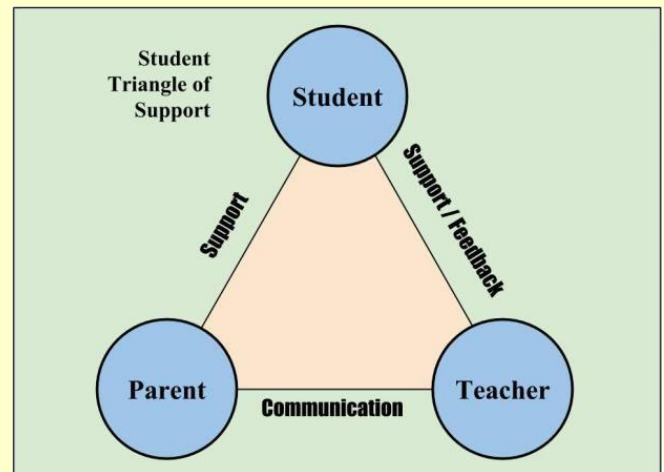 Student
Triangle of
Support
Student
Support
Support / Feedback
Parent
Communication
Teacher